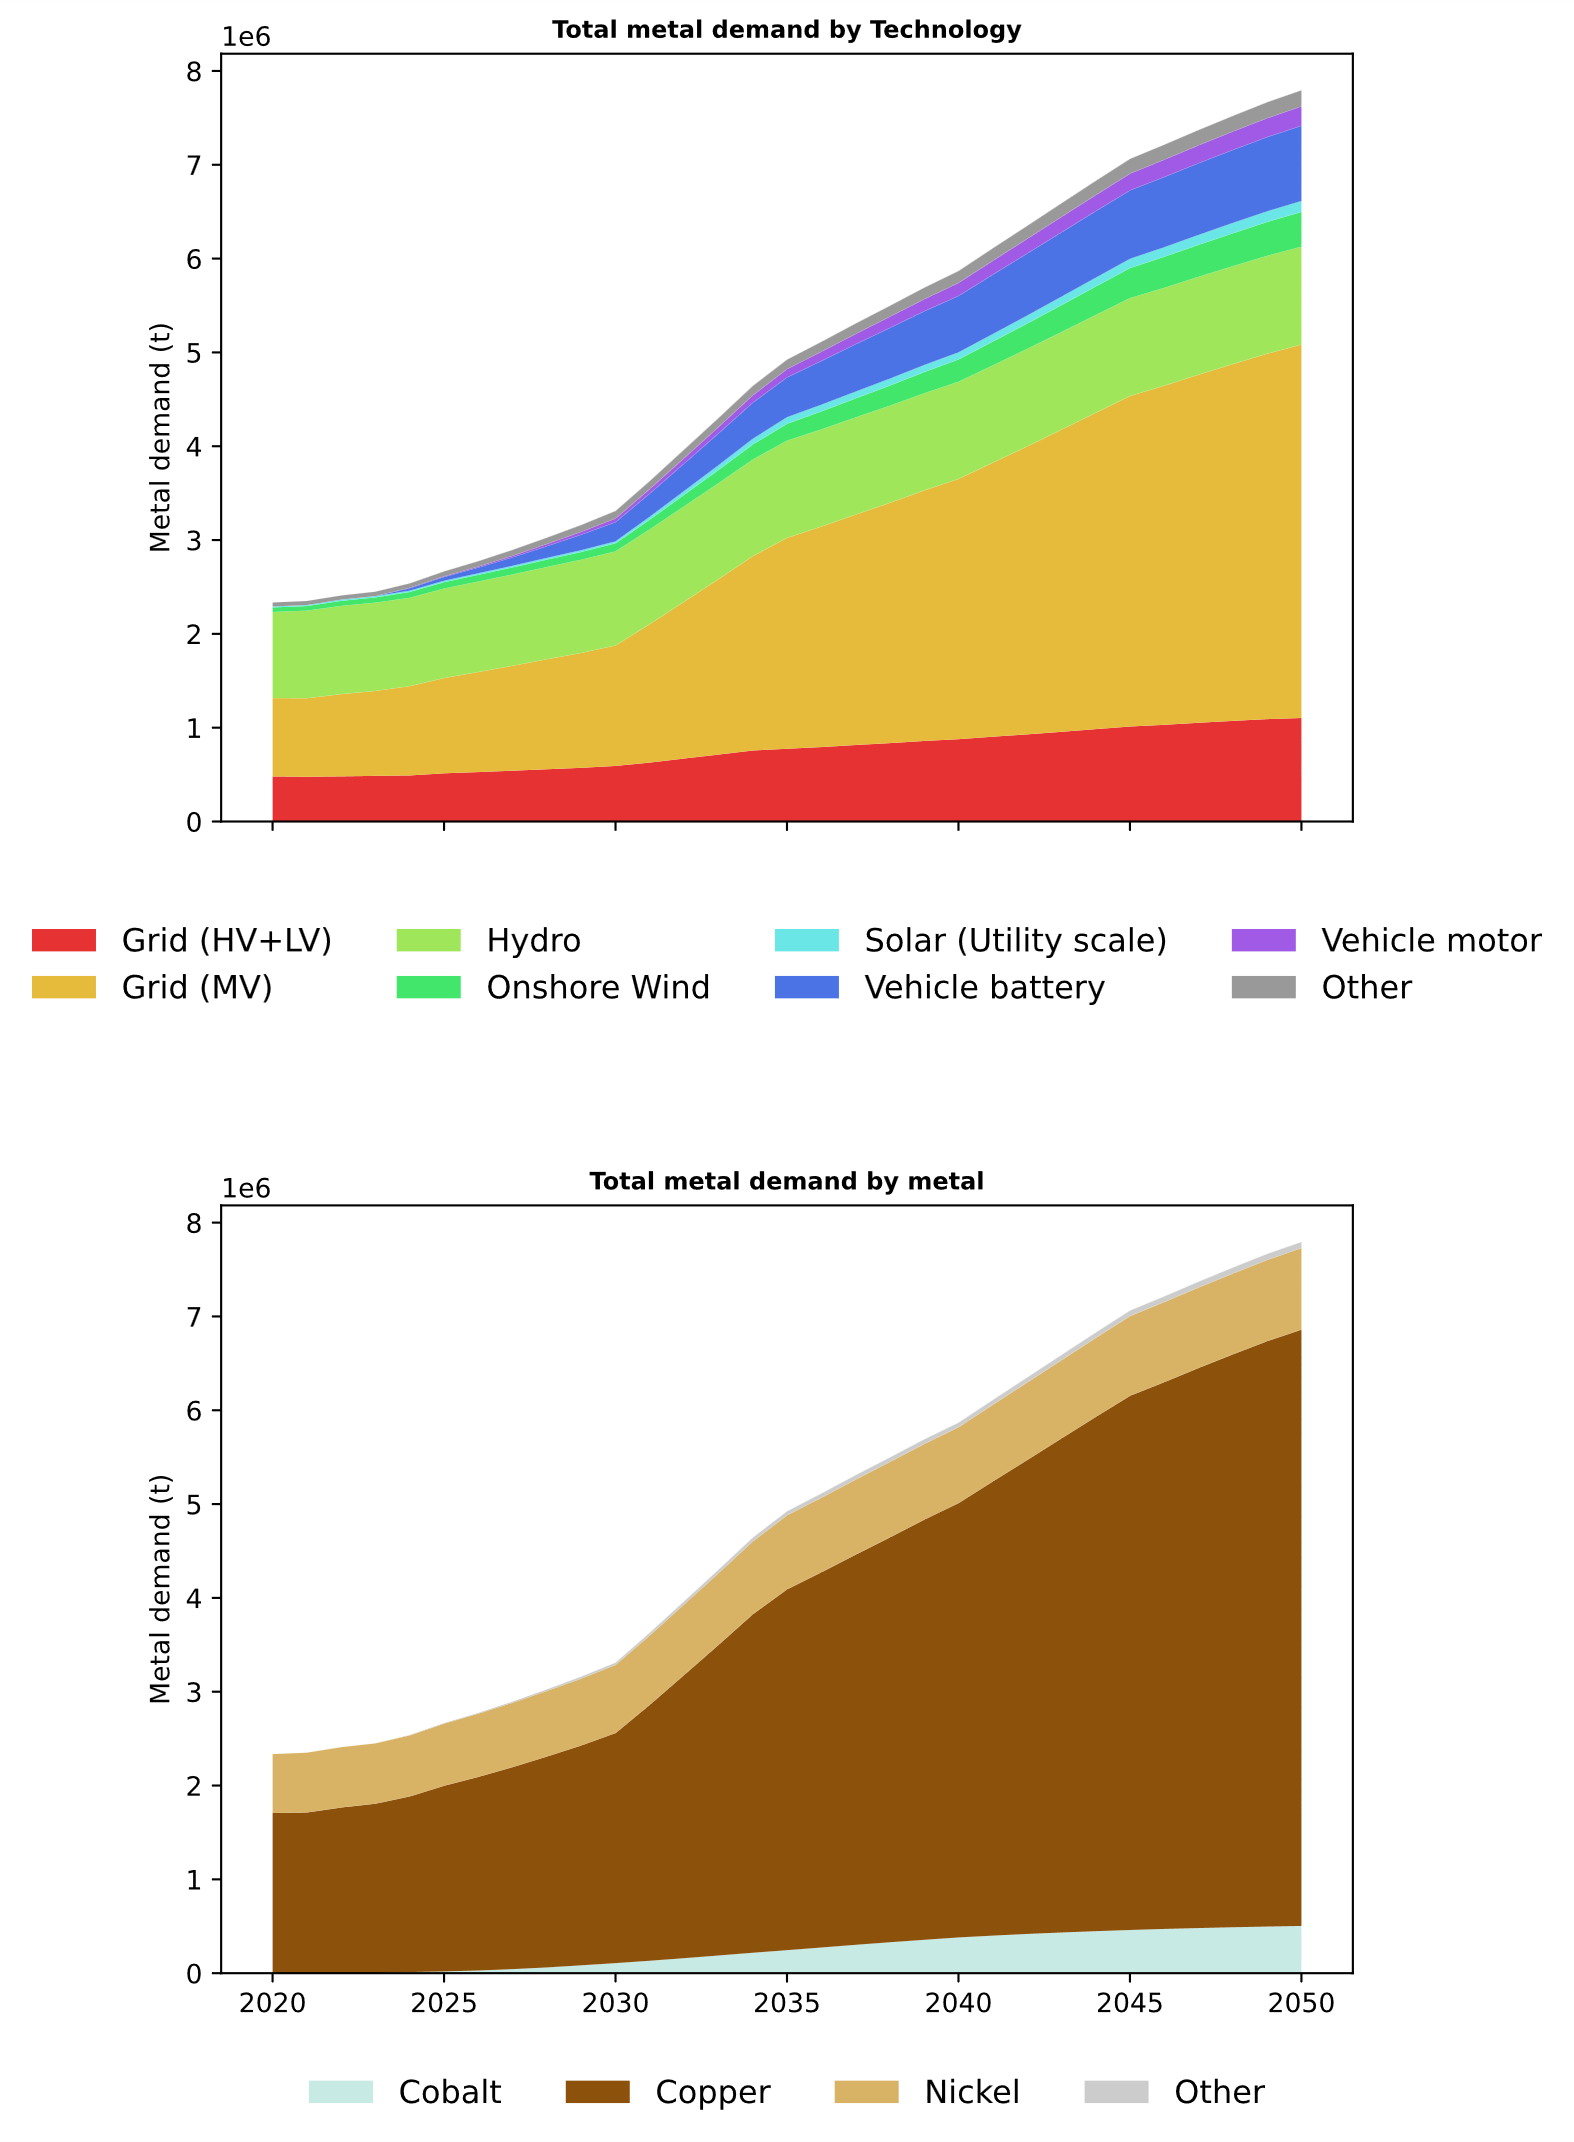 Total metal demand by Technology
1e6
8
7
6
5
4
3
2
1
0
Metal demand (t)
Grid (HV+LV) Hydro Solar (Utility scale) Vehicle motor
Grid (MV) Onshore Wind Vehicle battery Other
Total metal demand by metal
1e6
8
7
6
5
4
3
2
1
0
Metal demand (t)
2020 2025 2030 2035 2040 2045 2050
Cobalt Copper Nickel Other